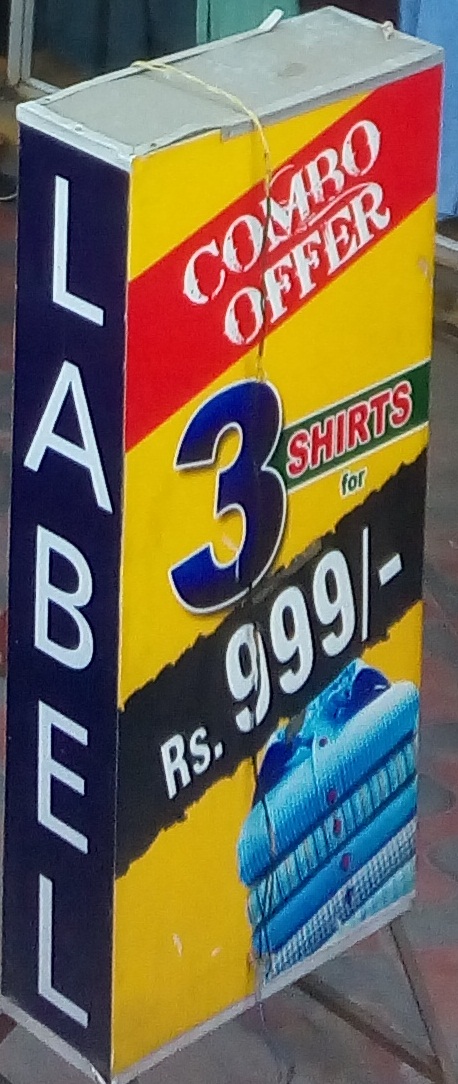 LABEL
COMBO
OFFER
3 SHIRTS
for
Rs. 999/-